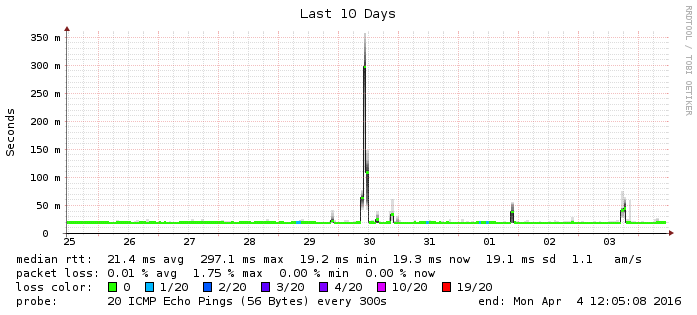 Last 10 Days
RRDTOOL / TOBI OETIKER
Seconds
350 m
300 m
250 m
200 m
150 m
100 m
50 m
0
25 26 27 28 29 30 31 01 02 03
median rtt: 21.4 ms avg 297.1 ms max 19.2 ms min 19.3 ms now 19.1 ms sd 1.1 am/s
packet loss: 0.01 % avg 1.75 % max 0.00 % min 0.00 % now
loss color: 0 1/20 2/20 3/20 4/20 10/20 19/20
probe: 20 ICMP Echo Pings (56 Bytes) every 300s end: Mon Apr 4 12:05:08 2016